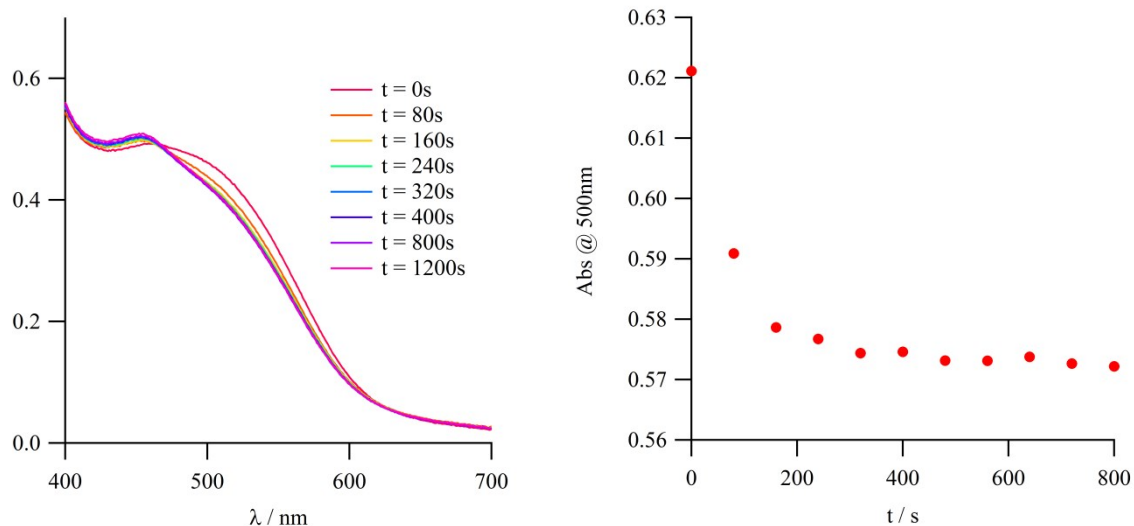 0.6
0.4
0.2
0.0
400
500
600
700
λ / nm
t = 0s
t = 80s
t = 160s
t = 240s
t = 320s
t = 400s
t = 800s
t = 1200s
0.63
0.62
0.61
0.60
0.59
0.58
0.57
0.56
Abs @ 500nm
0
200
400
600
800
t / s